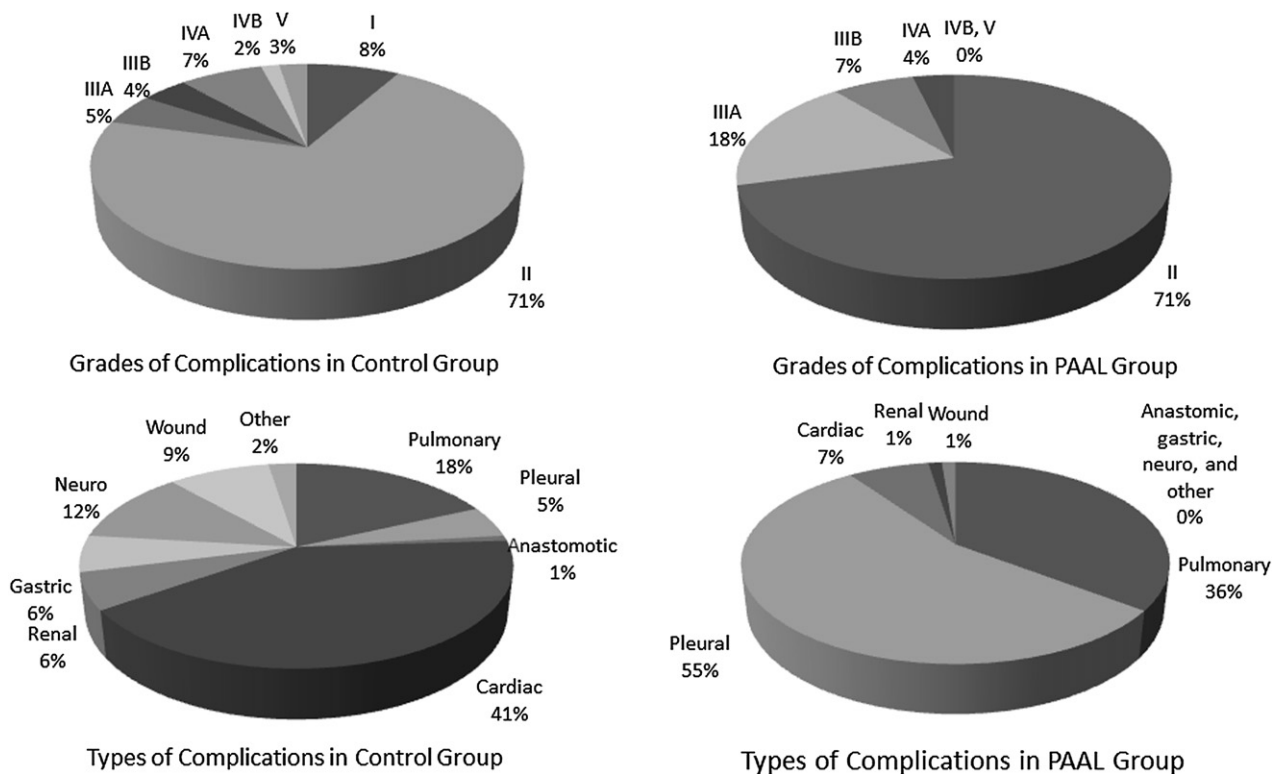 I
8%
II
71%
IIIA
5%
IIIB
4%
IVA
7%
IVB
2%
V
3%
Grades of Complications in Control Group
II
71%
IIIA
18%
IIIB
7%
IVA
4%
IVB, V
0%
Grades of Complications in PAAL Group
Pulmonary
18%
Pleural
5%
Anastomotic
1%
Cardiac
41%
Renal
6%
Gastric
6%
Neuro
12%
Wound
9%
Other
2%
Types of Complications in Control Group
Anastomic,
gastric,
neuro, and
other
0%
Pulmonary
36%
Pleural
55%
Cardiac
7%
Renal
1%
Wound
1%
Types of Complications in PAAL Group